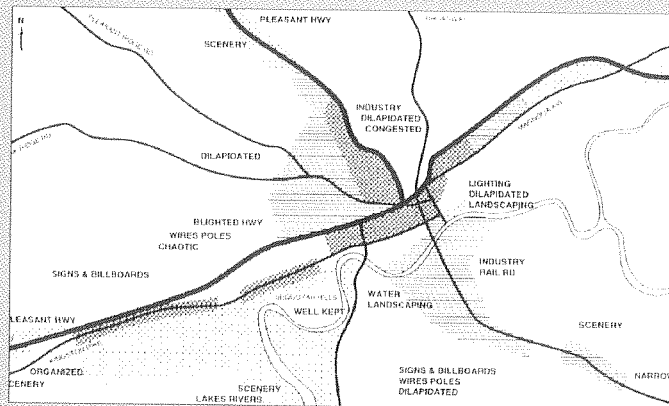 N
PLEASANT HWY
SCENERY
INDUSTRY
DILAPIDATED
CONGESTED
DILAPIDATED
LIGHTING
DILAPIDATED
LANDSCAPING
BLIGHTED HWY
WIRES POLES
CHAOTIC
SIGNS & BILLBOARDS
INDUSTRY
RAIL RD
WATER
LANDSCAPING
WELL KEPT
LEASANT HWY
SCENERY
ORGANIZED
CENERY
SCENERY
LAKES RIVERS
SIGNS & BILLBOARDS
WIRES POLES
DILAPIDATED
NARROW